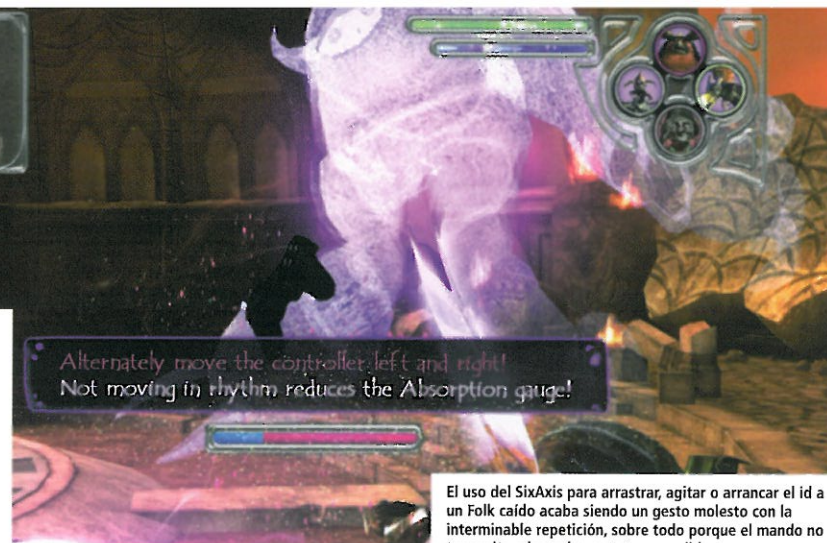 Alternately move the controller left and right!
Not moving in rhythm reduces the Absorption gauge!
El uso del SixAxis para arrastrar, agitar o arrancar el id a
un Folk caído acaba siendo un gesto molesto con la
interminable repetición, sobre todo porque el mando no